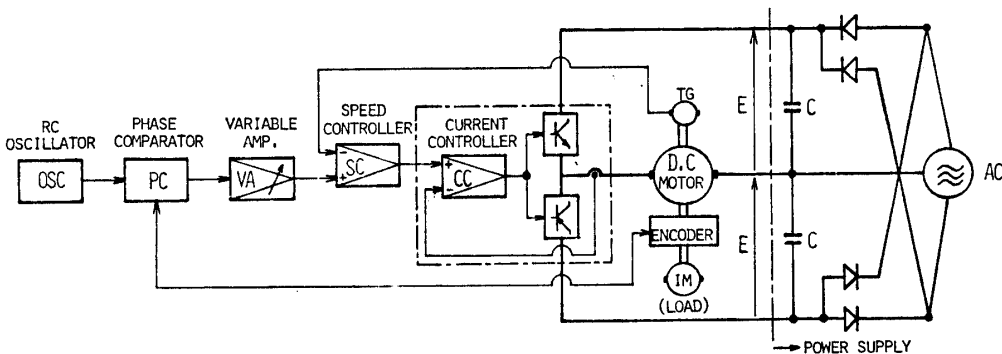 RC
OSCILLATOR
OSC
PHASE
COMPARATOR
PC
VARIABLE
AMP.
VA
SPEED
CONTROLLER
-
+
SC
CURRENT
CONTROLLER
+
-
CC
TG
D.C
MOTOR
ENCODER
IM
(LOAD)
E
E
C
C
AC
POWER SUPPLY